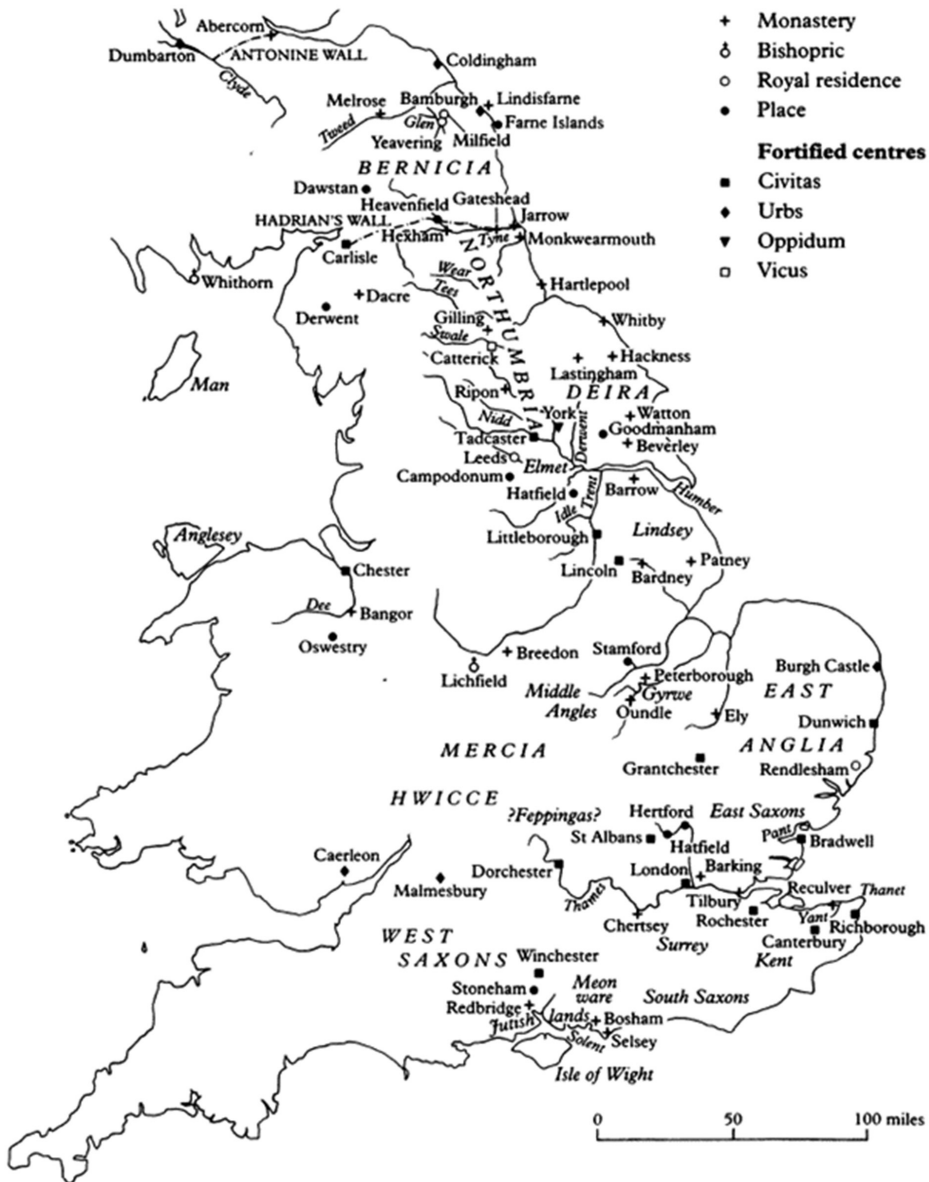 Monastery
Bishopric
Royal residence
Place
Fortified centres
Civitas
Urbs
Oppidum
Vicus
Abercorn
Dumbarton
ANTONINE WALL
Clyde
Coldingham
Melrose
Bamburgh
Lindisfarne
Tweed
Glen
Farne Islands
Yeavering
Milfield
BERNICIA
Dawstan
Heavenfield
Gateshead
HADRIAN'S WALL
Jarrow
Hexham
Tyne
Monkwearmouth
Carlisle
NORTHUMBRIA
Whithorn
Wear
Dacre
Tees
Hartlepool
Derwent
Gilling
Whitby
Swale
Catterick
Hackness
Lastingham
Man
Ripon
DEIRA
Nidd
York
Watton
Derwent
Goodmanham
Tadcaster
Beverley
Leeds
Elmet
Campodonum
Hatfield
Trent
Barrow
Humber
Idle
Lindsey
Anglesey
Littleborough
Chester
Lincoln
Bardney
Patney
Dee
Bangor
Oswestry
Breedon
Stamford
Lichfield
Peterborough
Burgh Castle
Middle
Angles
Gyrwe
Oundle
Ely
EAST
ANGLIA
Dunwich
MERCIA
Grantchester
Rendlesham
HWICCE
?Feppingas?
Hertford
East Saxons
St Albans
Hatfield
Pant
Bradwell
Caerleon
Dorchester
London
Barking
Malmesbury
Thames
Tilbury
Reculver
Thanet
Chertsey
Rochester
Yant
Richborough
Surrey
Canterbury
Kent
WEST
SAXONS
Winchester
Stoneham
Meon
ware
South Saxons
Redbridge
Jutish
lands
Bosham
Solent
Selsey
Isle of Wight
0 50 100 miles